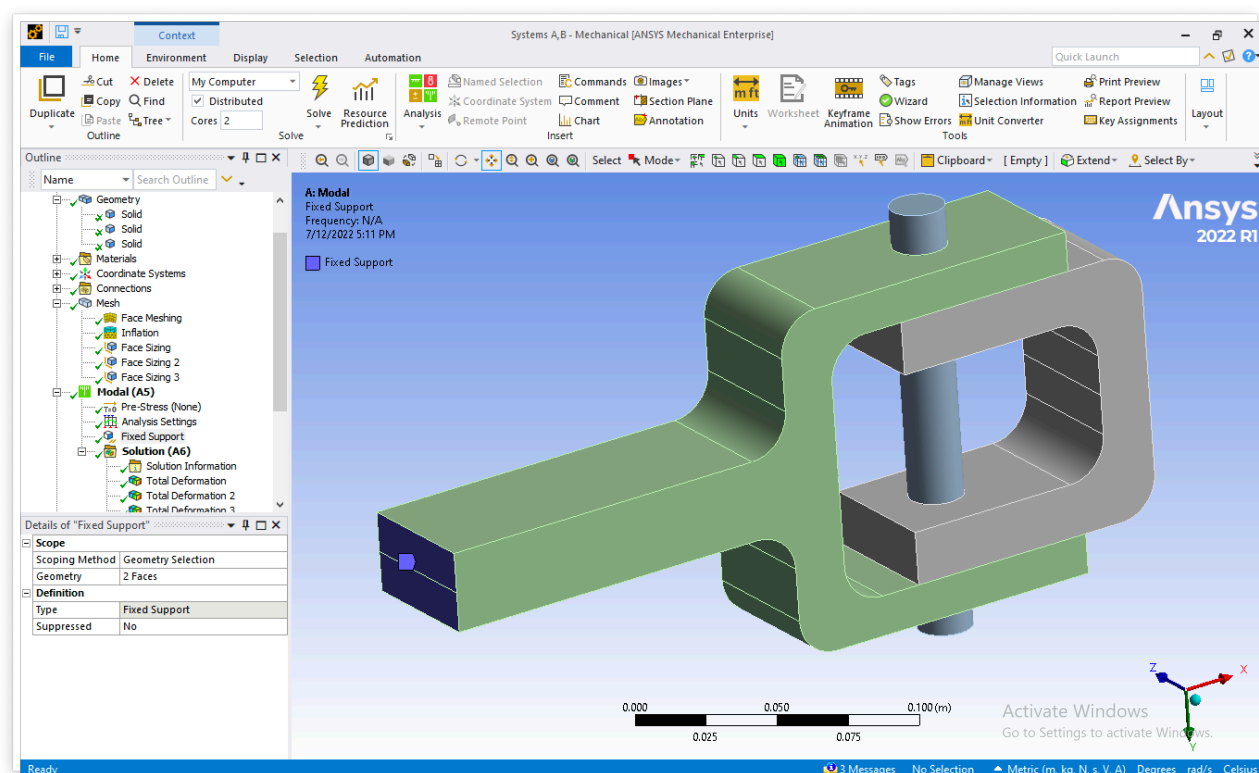 Context
Systems A,B - Mechanical [ANSYS Mechanical Enterprise]
File Home Environment Display Selection Automation
Quick Launch
Duplicate
Cut
Copy
Paste
Delete
Find
Tree
Outline
My Computer
Distributed
Cores 2
Solve
Resource Prediction
Solve
Analysis
Named Selection
Coordinate System
Remote Point
Commands
Comment
Chart
Images
Section Plane
Annotation
Insert
mft
Units
Worksheet
Keyframe Animation
Tags
Wizard
Show Errors
Manage Views
Selection Information
Unit Converter
Print Preview
Report Preview
Key Assignments
Tools
Layout
Outline
Name
Search Outline
Select Mode Clipboard [ Empty ] Extend Select By
Geometry
Solid
Solid
Solid
Materials
Coordinate Systems
Connections
Mesh
Face Meshing
Inflation
Face Sizing
Face Sizing 2
Face Sizing 3
Modal (A5)
Pre-Stress (None)
Analysis Settings
Fixed Support
Solution (A6)
Solution Information
Total Deformation
Total Deformation 2
Total Deformation 3
Details of "Fixed Support"
Scope
Scoping Method Geometry Selection
Geometry 2 Faces
Definition
Type Fixed Support
Suppressed No
A: Modal
Fixed Support
Frequency: N/A
7/12/2022 5:11 PM
Fixed Support
Ansys
2022 R1
0.000 0.050 0.100 (m)
0.025 0.075
Z X
Y
Activate Windows
Go to Settings to activate Windows.
Ready
3 Messages No Selection Metric (m, kg, N, s, V, A) Degrees rad/s Celsius